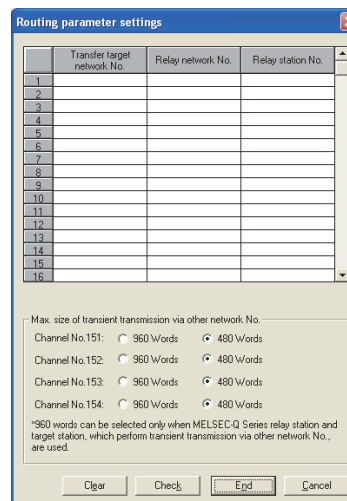 Routing parameter settings
Transfer target network No. Relay network No. Relay station No.
1
2
3
4
5
6
7
8
9
10
11
12
13
14
15
16
Max. size of transient transmission via other network No.
Channel No.151: 960 Words 480 Words
Channel No.152: 960 Words 480 Words
Channel No.153: 960 Words 480 Words
Channel No.154: 960 Words 480 Words
*960 words can be selected only when MELSEC-Q Series relay station and
target station, which perform transient transmission via other network No.,
are used.
Clear Check End Cancel